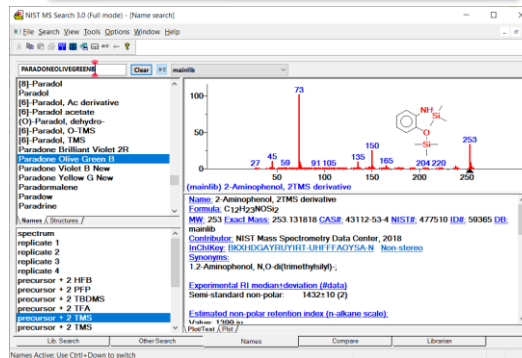 NIST MS Search 3.0 (Full mode) - [Name search]
File Search View Tools Options Window Help
PARADONEOLIVEGREENB Clear mainlib
[8]-Paradol
Paradol
[6]-Paradol, Ac derivative
[6]-Paradol acetate
(O)-Paradol, dehydro-
[6]-Paradol, O-TMS
[6]-Paradol, TMS
Paradone Brilliant Violet 2R
Paradone Olive Green B
Paradone Violet B New
Paradone Yellow G New
Paradormalene
Paradow
Paradrine
Names Structures
spectrum
replicate 1
replicate 2
replicate 3
replicate 4
precursor + 2 HFB
precursor + 2 PFP
precursor + 2 TBDMS
precursor + 2 TFA
precursor + 2 TMS
precursor + 2 TMS
100
50
0
73
27 45 59 91 105 135 150 165 204 220 253
50 100 150 200 250
NH Si
O
Si
(mainlib) 2-Aminophenol, 2TMS derivative
Name: 2-Aminophenol, 2TMS derivative
Formula: C12H23NOSi2
MW: 253 Exact Mass: 253.131818 CAS#: 43112-53-4 NIST#: 477510 ID#: 59365 DB:
mainlib
Contributor: NIST Mass Spectrometry Data Center, 2018
InChIKey: BKXHDGAYRUYIRT-UHFFFAOYSA-N Non-stereo
Synonyms:
1.2-Aminophenol, N,O-di(trimethylsilyl)-;
Experimental RI median±deviation (#data)
Semi-standard non-polar: 1432±10 (2)
Estimated non-polar retention index (n-alkane scale):
Value: 1399 iu
Plot/Text Plot
Lib. Search Other Search Names Compare Librarian
Names Active: Use Ctrl+Down to switch